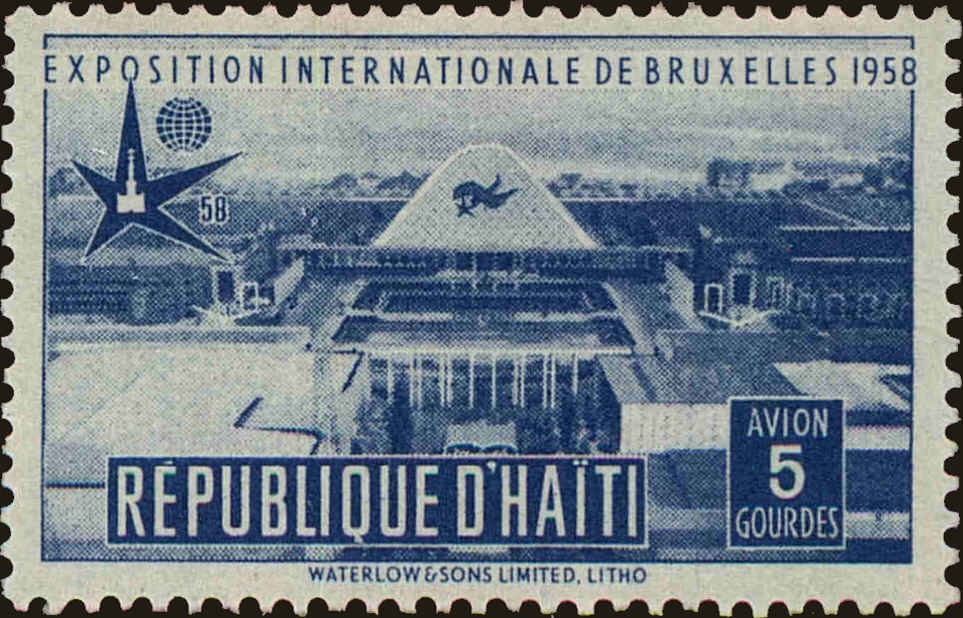 EXPOSITION INTERNATIONALE DE BRUXELLES 1958
58
AVION
5
GOURDES
RÉPUBLIQUE D'HAÏTI
WATERLOW & SONS LIMITED, LITHO